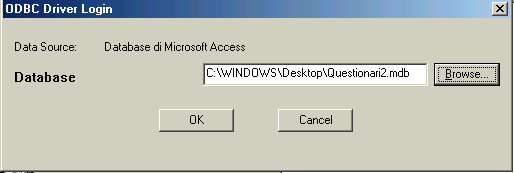 ODBC Driver Login
Data Source: Database di Microsoft Access
Database C:\WINDOWS\Desktop\Questionari2.mdb Browse...
OK Cancel